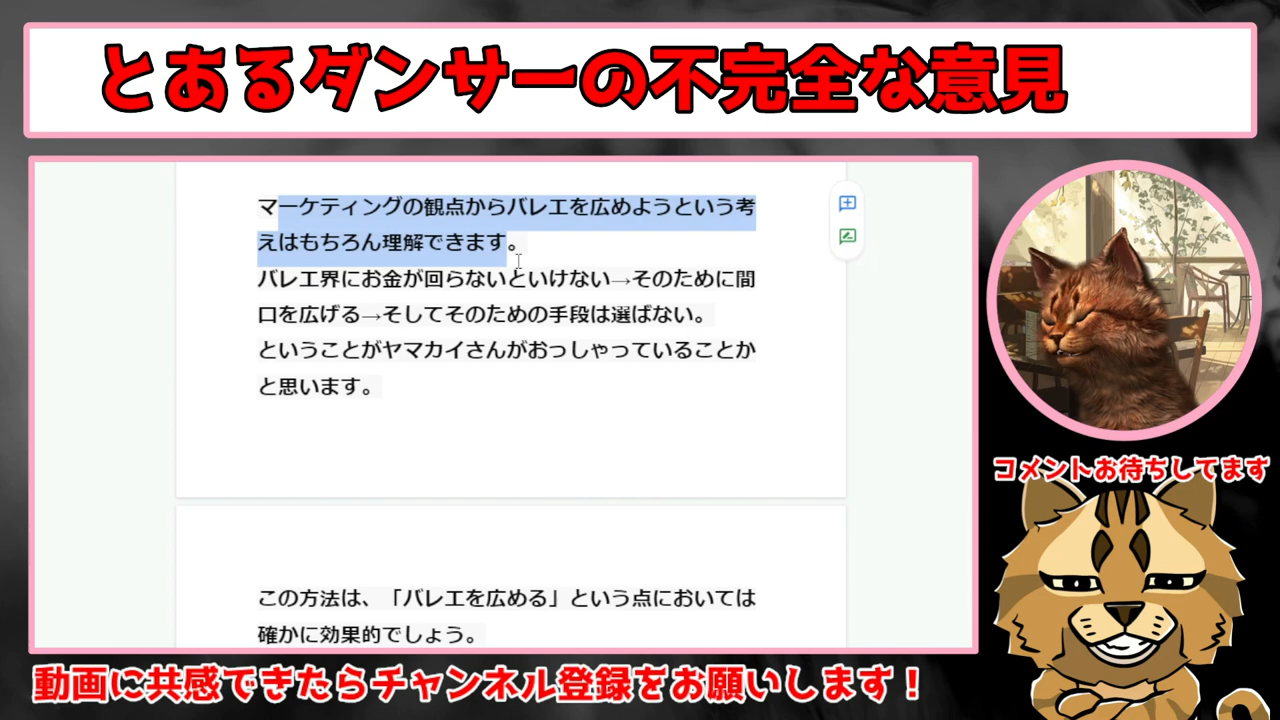 とあるダンサーの不完全な意見
マーケティングの観点からバレエを広めようという考
えはもちろん理解できます。
バレエ界にお金が回らないといけない→そのために間
口を広げる→そしてそのための手段は選ばない。
ということがヤマカイさんがおっしゃっていることか
と思います。
この方法は、「バレエを広める」という点においては
確かに効果的でしょう。
コメントお待ちしてます
動画に共感できたらチャンネル登録をお願いします！